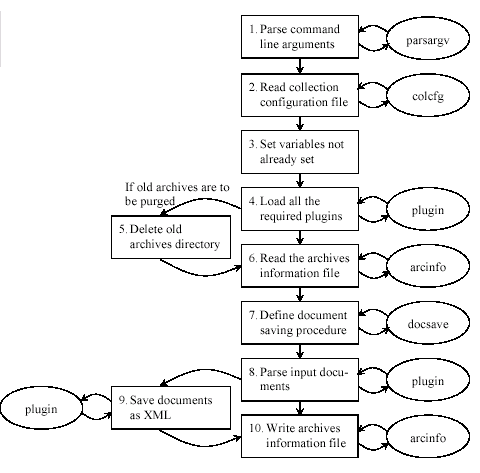 1. Parse command
line arguments
parsargv
2. Read collection
configuration file
colcfg
3. Set variables not
already set
If old archives are to
be purged
4. Load all the
required plugins
plugin
5. Delete old
archives directory
6. Read the archives
information file
arcinfo
7. Define document
saving procedure
docsave
8. Parse input docu-
ments
plugin
9. Save documents
as XML
plugin
10. Write archives
information file
arcinfo